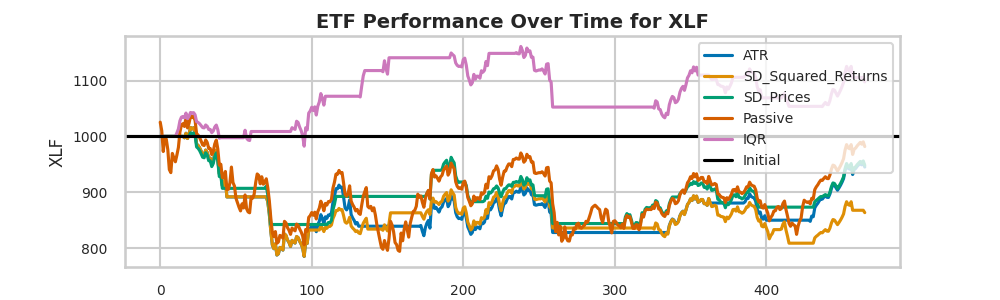 ETF Performance Over Time for XLF
XLF
1100
1000
900
800
0 100 200 300 400
ATR
SD_Squared_Returns
SD_Prices
Passive
IQR
Initial